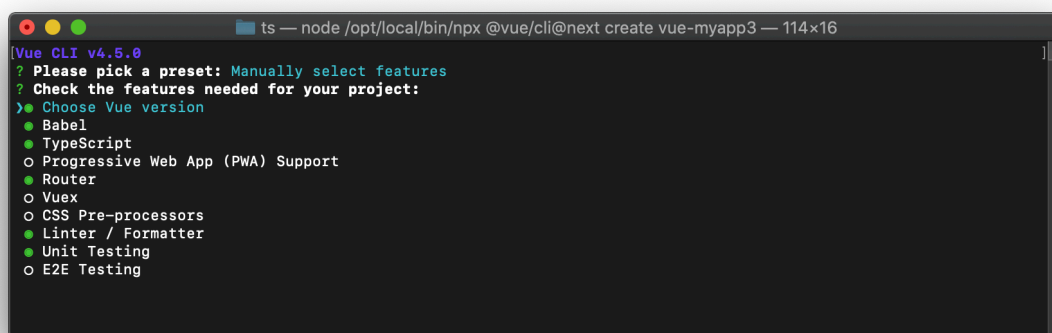 ts — node /opt/local/bin/npx @vue/cli@next create vue-myapp3 — 114×16
[Vue CLI v4.5.0 ]
? Please pick a preset: Manually select features
? Check the features needed for your project:
❯◉ Choose Vue version
◉ Babel
◉ TypeScript
◯ Progressive Web App (PWA) Support
◉ Router
◯ Vuex
◯ CSS Pre-processors
◉ Linter / Formatter
◉ Unit Testing
◯ E2E Testing